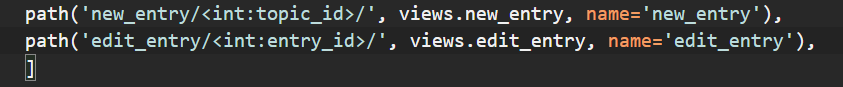 path('new_entry/<int:topic_id>/', views.new_entry, name='new_entry'),
path('edit_entry/<int:entry_id>/', views.edit_entry, name='edit_entry'),
]